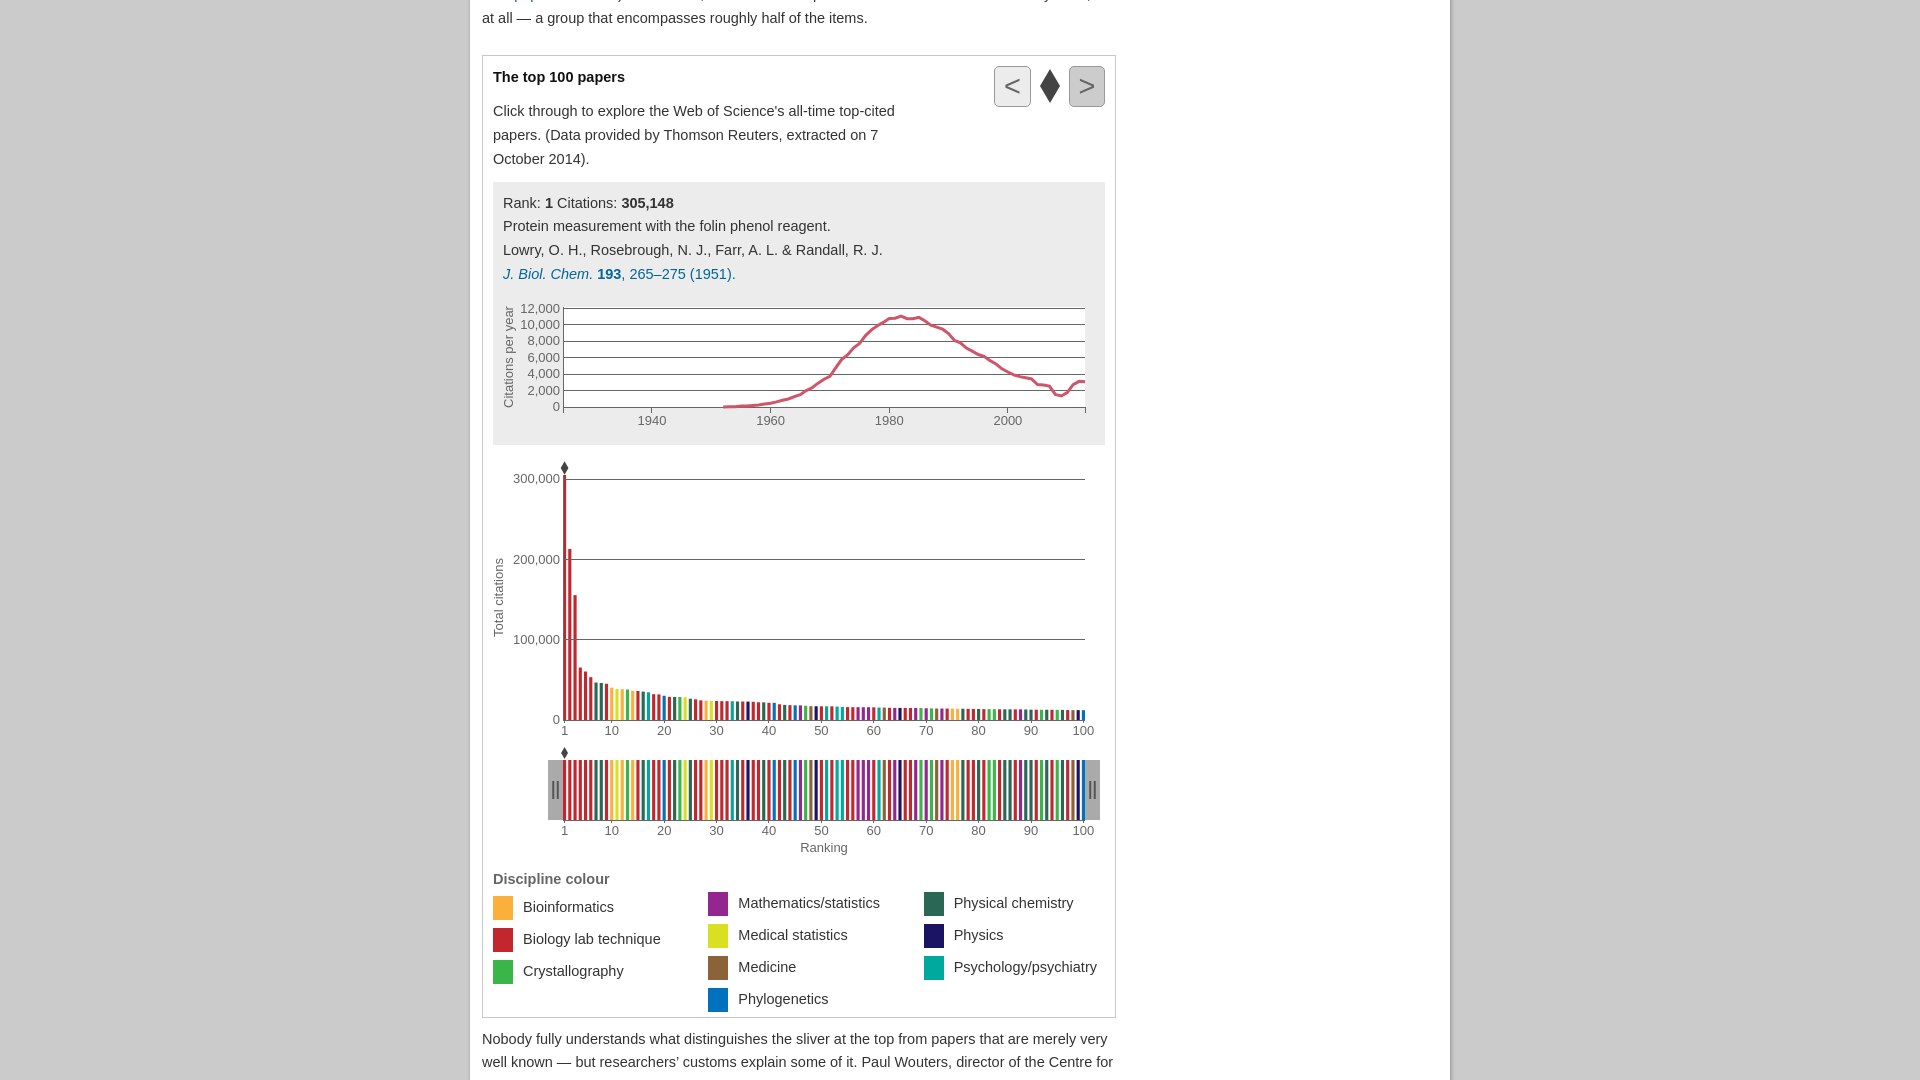 at all — a group that encompasses roughly half of the items.
The top 100 papers
<
>
Click through to explore the Web of Science's all-time top-cited
papers. (Data provided by Thomson Reuters, extracted on 7
October 2014).
Rank: 1 Citations: 305,148
Protein measurement with the folin phenol reagent.
Lowry, O. H., Rosebrough, N. J., Farr, A. L. & Randall, R. J.
J. Biol. Chem. 193, 265–275 (1951).
Citations per year
12,000
10,000
8,000
6,000
4,000
2,000
0
1940 1960 1980 2000
Total citations
300,000
200,000
100,000
0
1 10 20 30 40 50 60 70 80 90 100
1 10 20 30 40 50 60 70 80 90 100
Ranking
Discipline colour
Bioinformatics
Biology lab technique
Crystallography
Mathematics/statistics
Medical statistics
Medicine
Phylogenetics
Physical chemistry
Physics
Psychology/psychiatry
Nobody fully understands what distinguishes the sliver at the top from papers that are merely very
well known — but researchers’ customs explain some of it. Paul Wouters, director of the Centre for